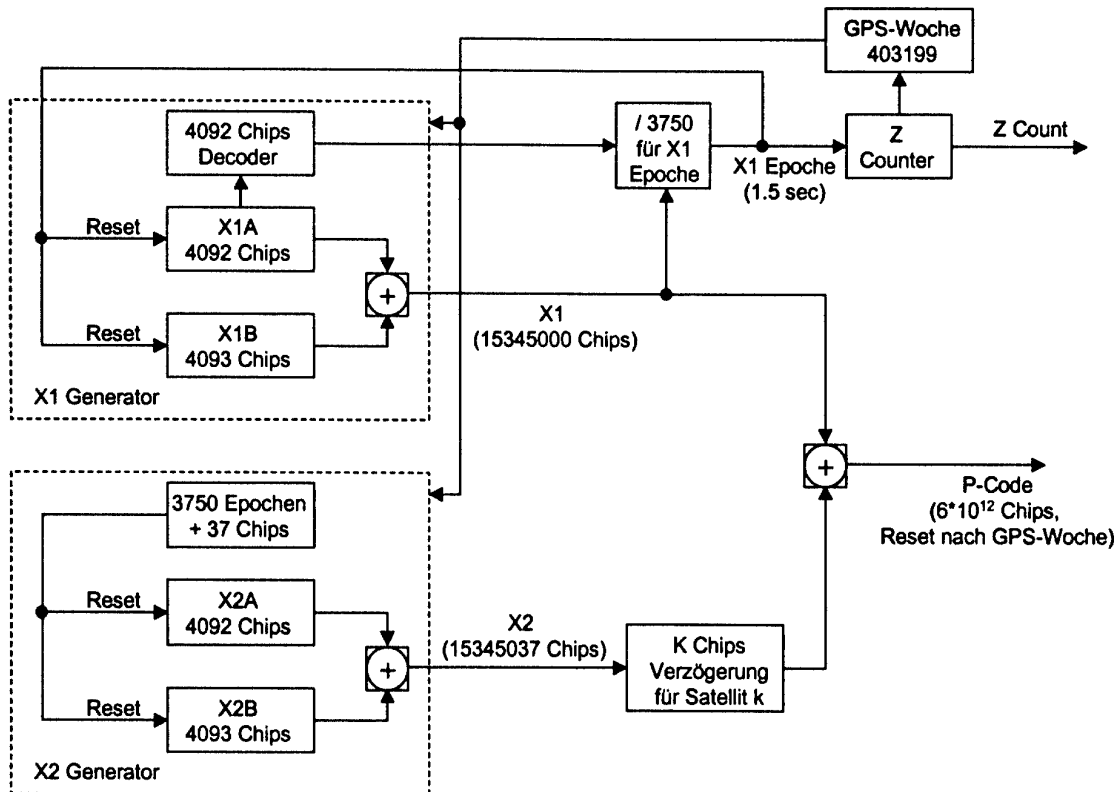 GPS-Woche
403199
4092 Chips
Decoder
/ 3750
für X1
Epoche
X1 Epoche
(1.5 sec)
Z
Counter
Z Count
Reset
X1A
4092 Chips
+
X1
(15345000 Chips)
Reset
X1B
4093 Chips
X1 Generator
3750 Epochen
+ 37 Chips
+
P-Code
(6*10¹² Chips,
Reset nach GPS-Woche)
Reset
X2A
4092 Chips
+
X2
(15345037 Chips)
K Chips
Verzögerung
für Satellit k
Reset
X2B
4093 Chips
X2 Generator